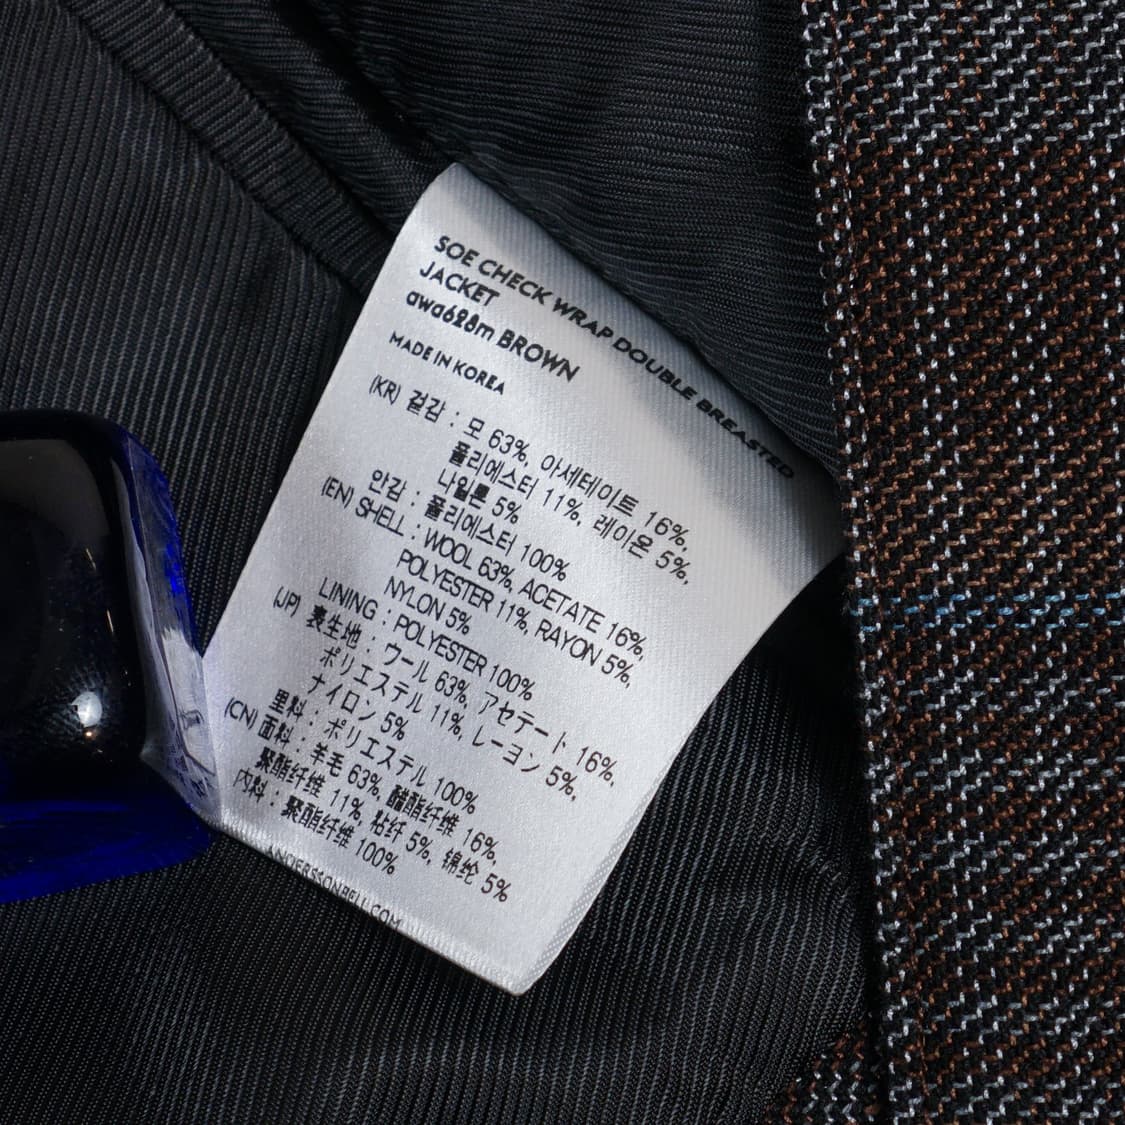 SOE CHECK WRAP DOUBLE BREASTED
JACKET
awa628m BROWN
MADE IN KOREA
(KR) 겉감 : 모 63%, 아세테이트 16%,
폴리에스터 11%, 레이온 5%,
나일론 5%
안감 : 폴리에스터 100%
(EN) SHELL : WOOL 63%, ACETATE 16%,
POLYESTER 11%, RAYON 5%,
NYLON 5%
LINING : POLYESTER 100%
(JP) 裏生地 : ウール 63%, アセテート 16%,
ポリエステル 11%, レーヨン 5%,
ナイロン 5%
里料 : ポリエステル 100%
(CN) 面料 : 羊毛 63%, 醋酯纤维 16%,
聚酯纤维 11%, 粘纤 5%, 锦纶 5%
内料 : 聚酯纤维 100%
ANDERSSONBELL.COM